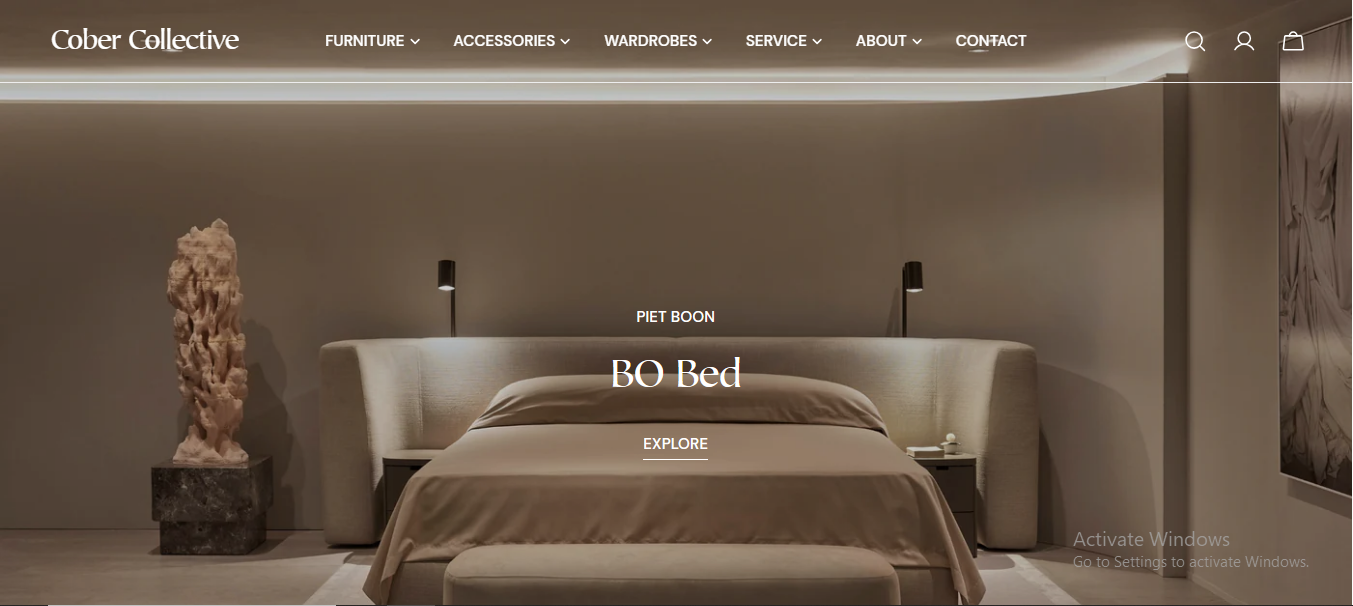 Cober Collective
FURNITURE
ACCESSORIES
WARDROBES
SERVICE
ABOUT
CONTACT
PIET BOON
BO Bed
EXPLORE
Activate Windows
Go to Settings to activate Windows.